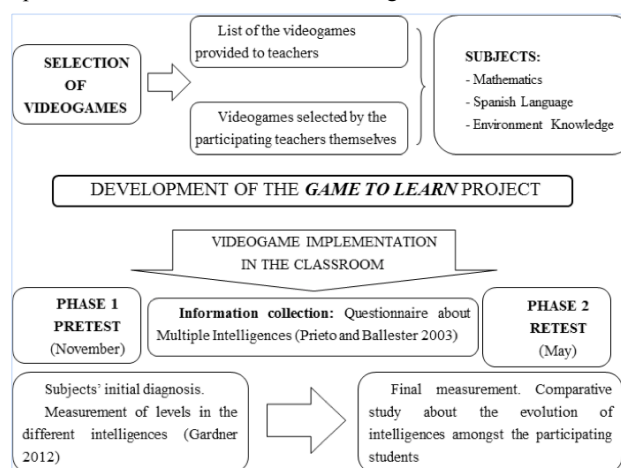 List of the videogames
provided to teachers
SELECTION
OF
VIDEOGAMES
Videogames selected by the
participating teachers themselves
SUBJECTS:
- Mathematics
- Spanish Language
- Environment Knowledge
DEVELOPMENT OF THE GAME TO LEARN PROJECT
VIDEOGAME IMPLEMENTATION
IN THE CLASSROOM
PHASE 1
PRETEST
(November)
Information collection: Questionnaire about
Multiple Intelligences (Prieto and Ballester 2003)
PHASE 2
RETEST
(May)
Subjects' initial diagnosis.
Measurement of levels in the
different intelligences (Gardner
2012)
Final measurement. Comparative
study about the evolution of
intelligences amongst the participating
students